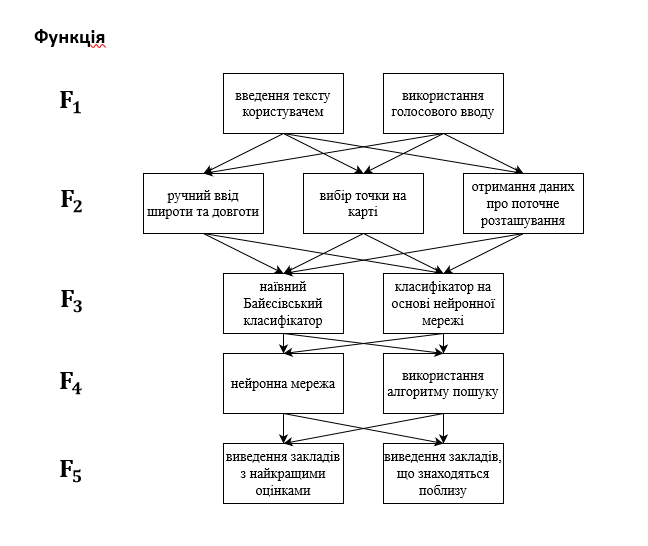 Функція
F1
введення тексту
користувачем
використання
голосового вводу
F2
ручний ввід
широти та довготи
вибір точки на
карті
отримання даних
про поточне
розташування
F3
наївний
Байєсівський
класифікатор
класифікатор на
основі нейронної
мережі
F4
нейронна мережа
використання
алгоритму пошуку
F5
виведення закладів
з найкращими
оцінками
виведення закладів,
що знаходяться
поблизу